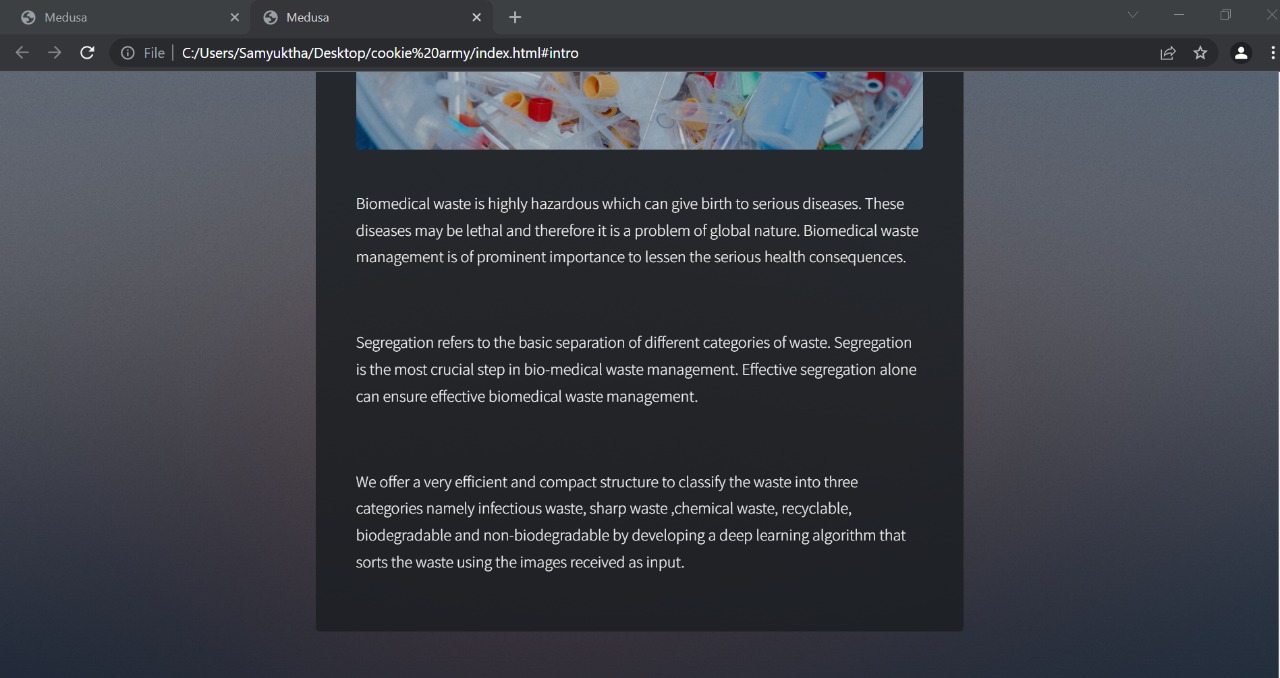 Medusa
Medusa
File
C:/Users/Samyuktha/Desktop/cookie%20army/index.html#intro
Biomedical waste is highly hazardous which can give birth to serious diseases. These
diseases may be lethal and therefore it is a problem of global nature. Biomedical waste
management is of prominent importance to lessen the serious health consequences.
Segregation refers to the basic separation of different categories of waste. Segregation
is the most crucial step in bio-medical waste management. Effective segregation alone
can ensure effective biomedical waste management.
We offer a very efficient and compact structure to classify the waste into three
categories namely infectious waste, sharp waste ,chemical waste, recyclable,
biodegradable and non-biodegradable by developing a deep learning algorithm that
sorts the waste using the images received as input.